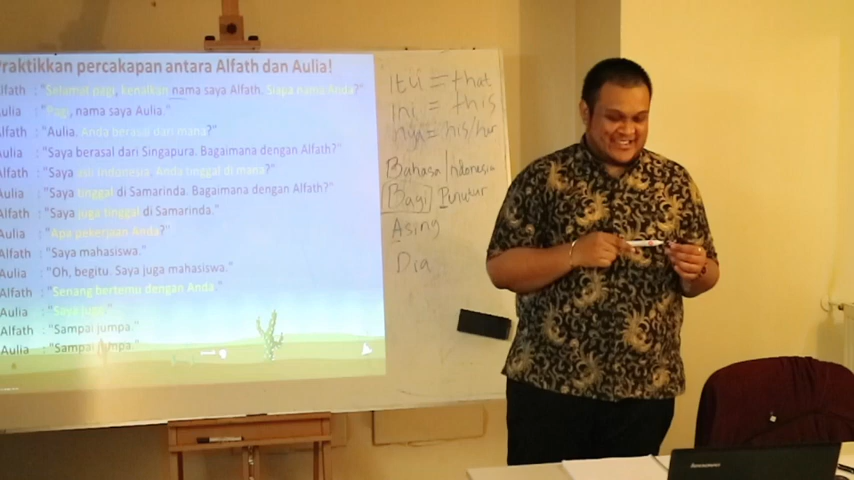 Praktikkan percakapan antara Alfath dan Aulia!
Alfath : "Selamat pagi, kenalkan nama saya Alfath. Siapa nama Anda?"
Aulia : "Pagi, nama saya Aulia."
Alfath : "Aulia. Anda berasal dari mana?"
Aulia : "Saya berasal dari Singapura. Bagaimana dengan Alfath?"
Alfath : "Saya asli Indonesia. Anda tinggal di mana?"
Aulia : "Saya tinggal di Samarinda. Bagaimana dengan Alfath?"
Alfath : "Saya juga tinggal di Samarinda."
Aulia : "Apa pekerjaan Anda?"
Alfath : "Saya mahasiswa."
Aulia : "Oh, begitu. Saya juga mahasiswa."
Alfath : "Senang bertemu dengan Anda."
Aulia : "Saya juga."
Alfath : "Sampai jumpa."
Aulia : "Sampai jumpa."
itu = that
ini = this
nya = his/her
Bahasa Indonesia
Bagi Penutur
Asing
Dia
lenovo